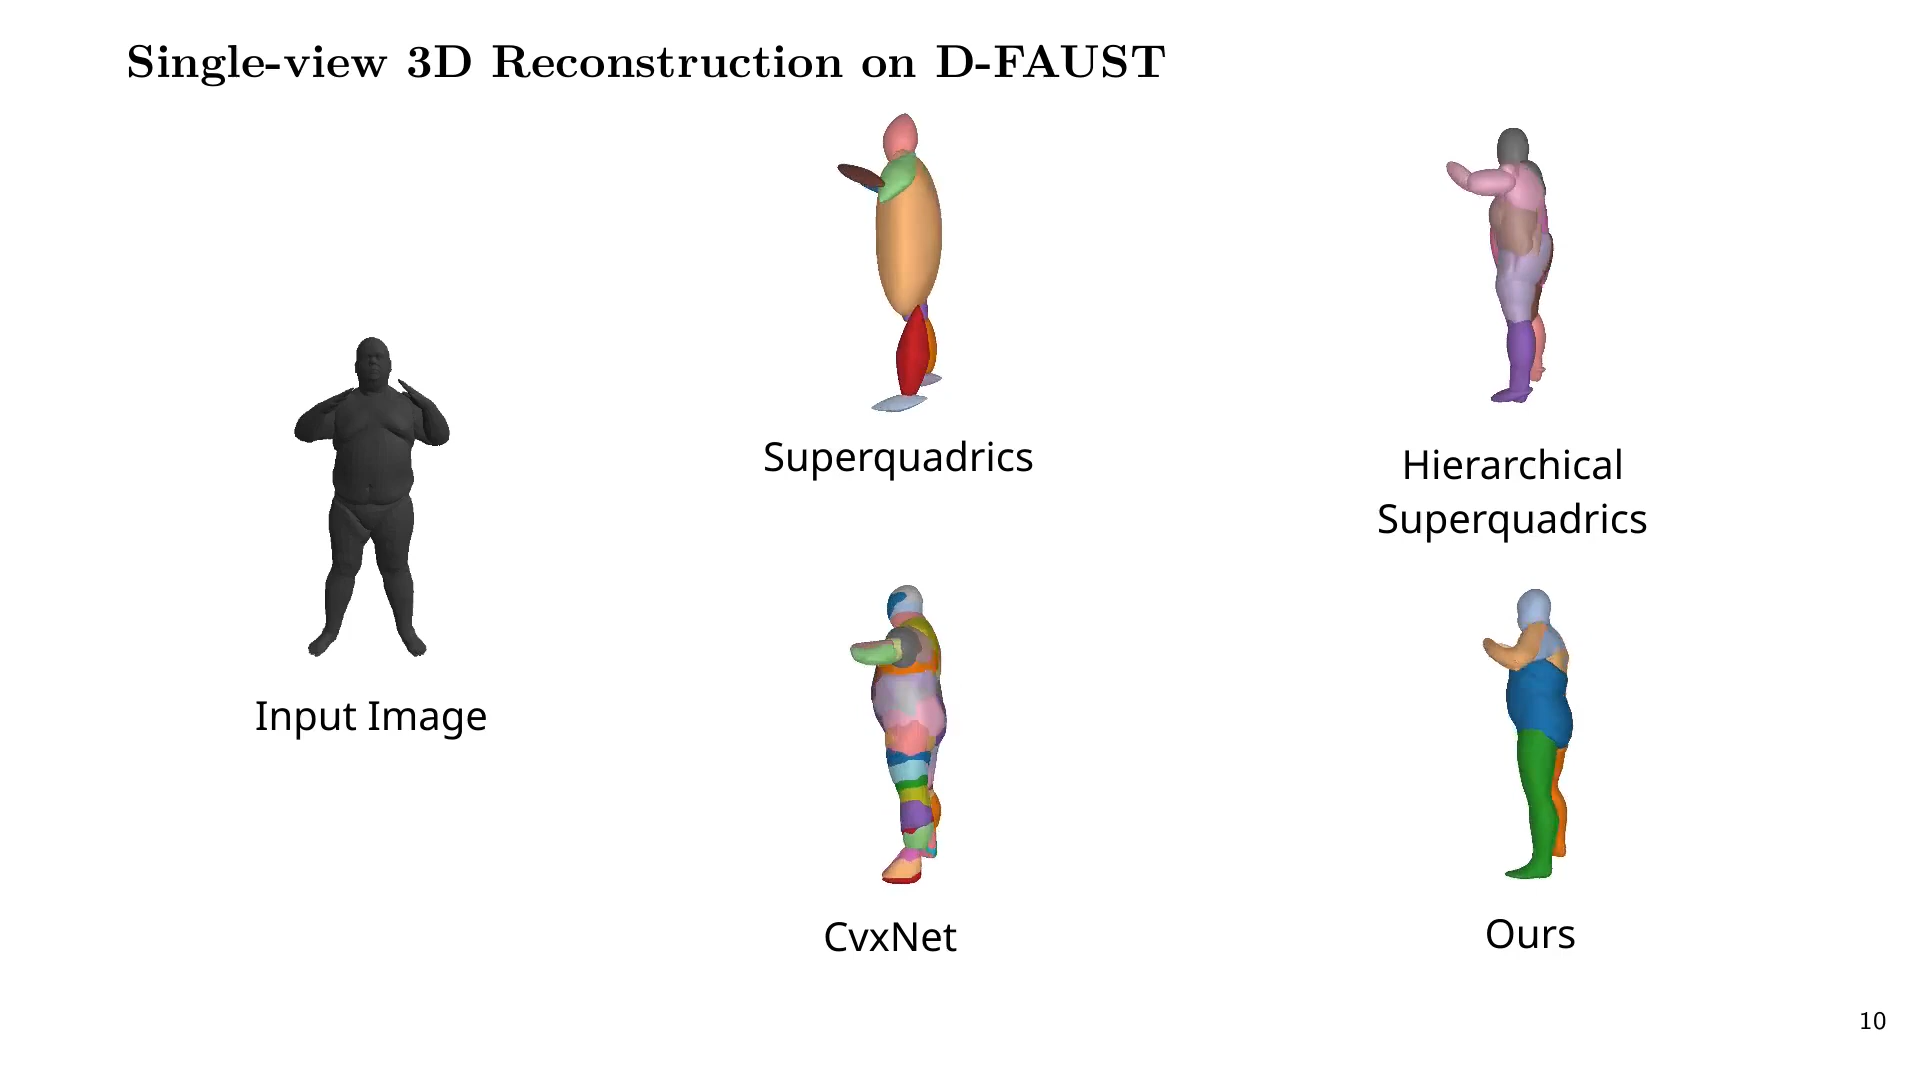 Single-view 3D Reconstruction on D-FAUST
Superquadrics
Hierarchical
Superquadrics
Input Image
CvxNet
Ours
10